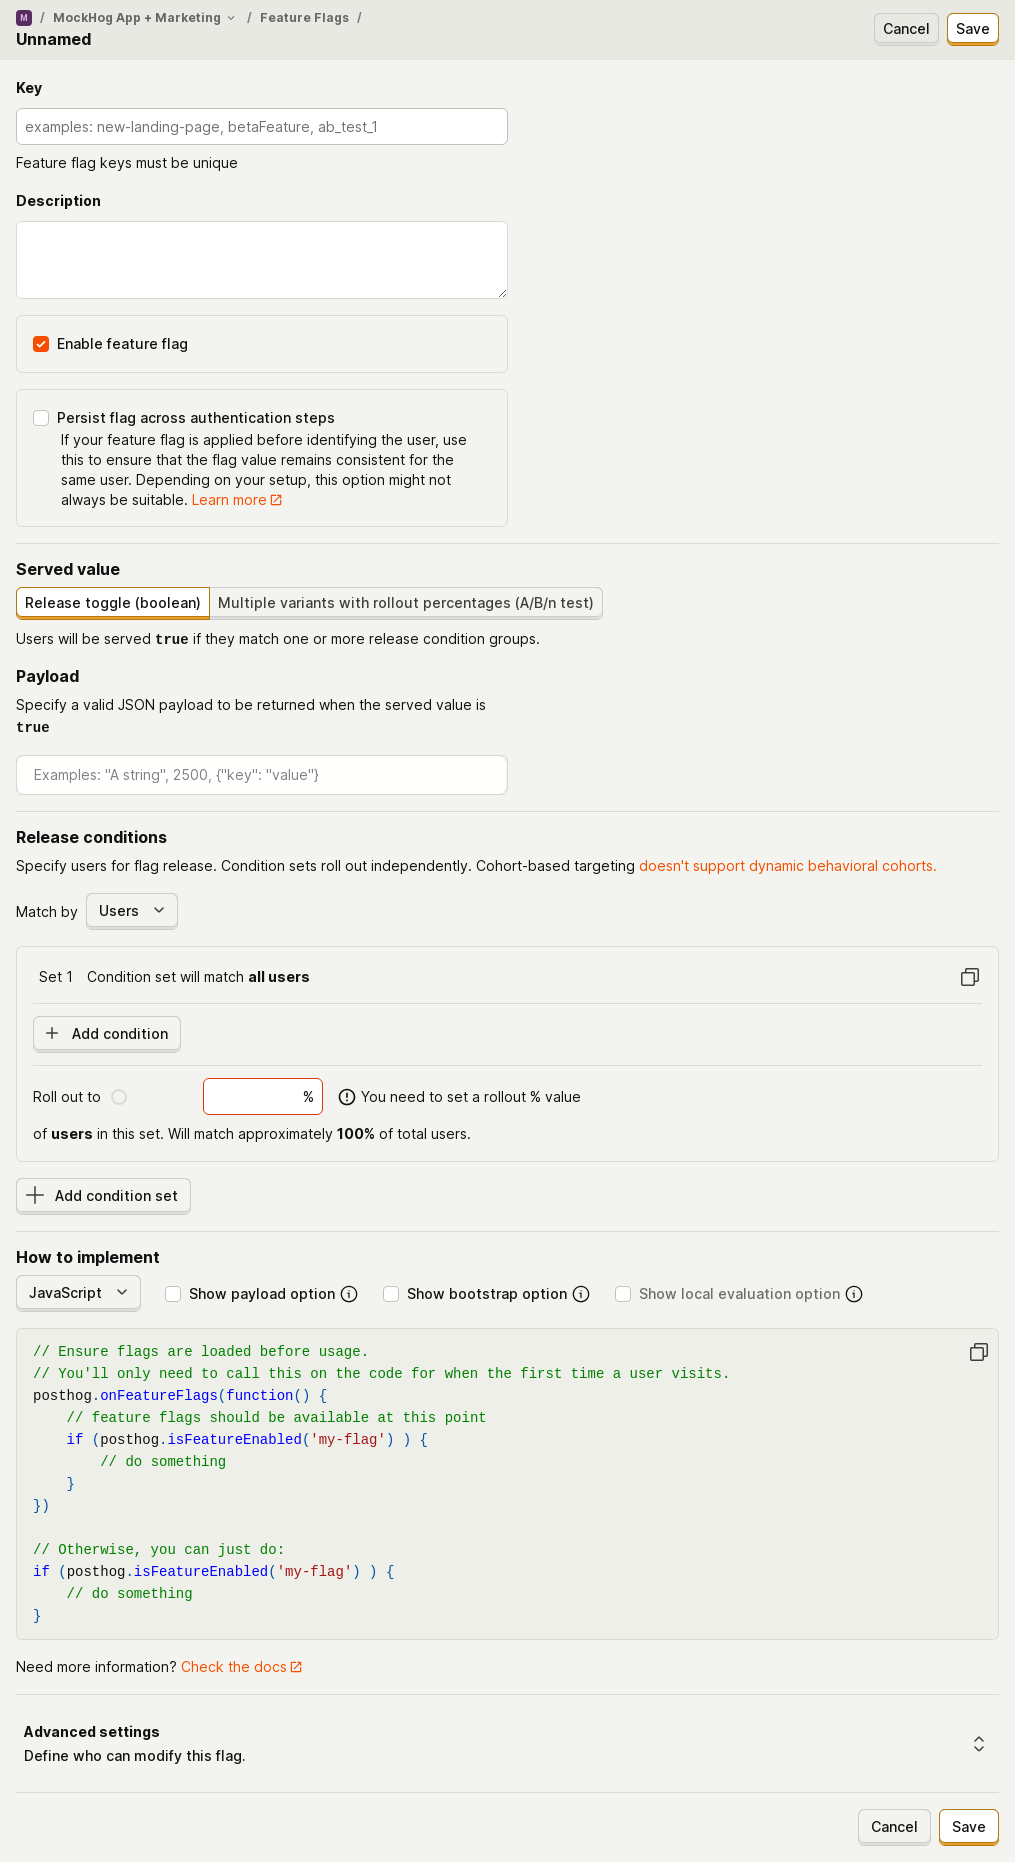 M / MockHog App + Marketing / Feature Flags /
Unnamed
Cancel Save
Key
examples: new-landing-page, betaFeature, ab_test_1
Feature flag keys must be unique
Description
Enable feature flag
Persist flag across authentication steps
If your feature flag is applied before identifying the user, use
this to ensure that the flag value remains consistent for the
same user. Depending on your setup, this option might not
always be suitable. Learn more
Served value
Release toggle (boolean) Multiple variants with rollout percentages (A/B/n test)
Users will be served true if they match one or more release condition groups.
Payload
Specify a valid JSON payload to be returned when the served value is
true
Examples: "A string", 2500, {"key": "value"}
Release conditions
Specify users for flag release. Condition sets roll out independently. Cohort-based targeting doesn't support dynamic behavioral cohorts.
Match by Users
Set 1 Condition set will match all users
Add condition
Roll out to % You need to set a rollout % value
of users in this set. Will match approximately 100% of total users.
Add condition set
How to implement
JavaScript Show payload option Show bootstrap option Show local evaluation option
// Ensure flags are loaded before usage.
// You'll only need to call this on the code for when the first time a user visits.
posthog.onFeatureFlags(function() {
    // feature flags should be available at this point
    if (posthog.isFeatureEnabled('my-flag') ) {
        // do something
    }
})
// Otherwise, you can just do:
if (posthog.isFeatureEnabled('my-flag') ) {
    // do something
}
Need more information? Check the docs
Advanced settings
Define who can modify this flag.
Cancel Save